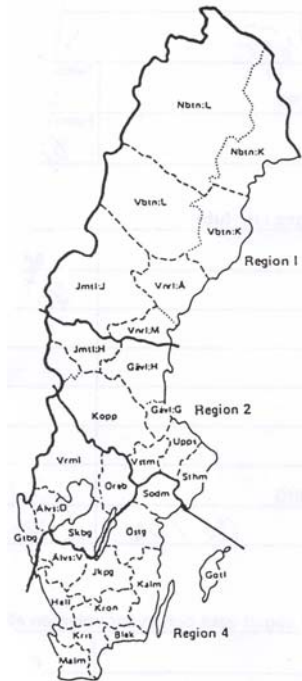 Nbtn:L
Nbtn:K
Vbtn:L
Vbtn:K
Region I
Jmtl:J
Vnrl:Å
Vnrl:M
Jmtl:H
Gävl:H
Kopp
Gävl:G
Region 2
Upps
Vrml
Vstm
Sthm
Öreb
Södm
Älvs:D
Gtbg
Skbg
Östg
Älvs:V
Jkpg
Gotl
Kalm
Hall
Kron
Krit
Blek
Region 4
Malm